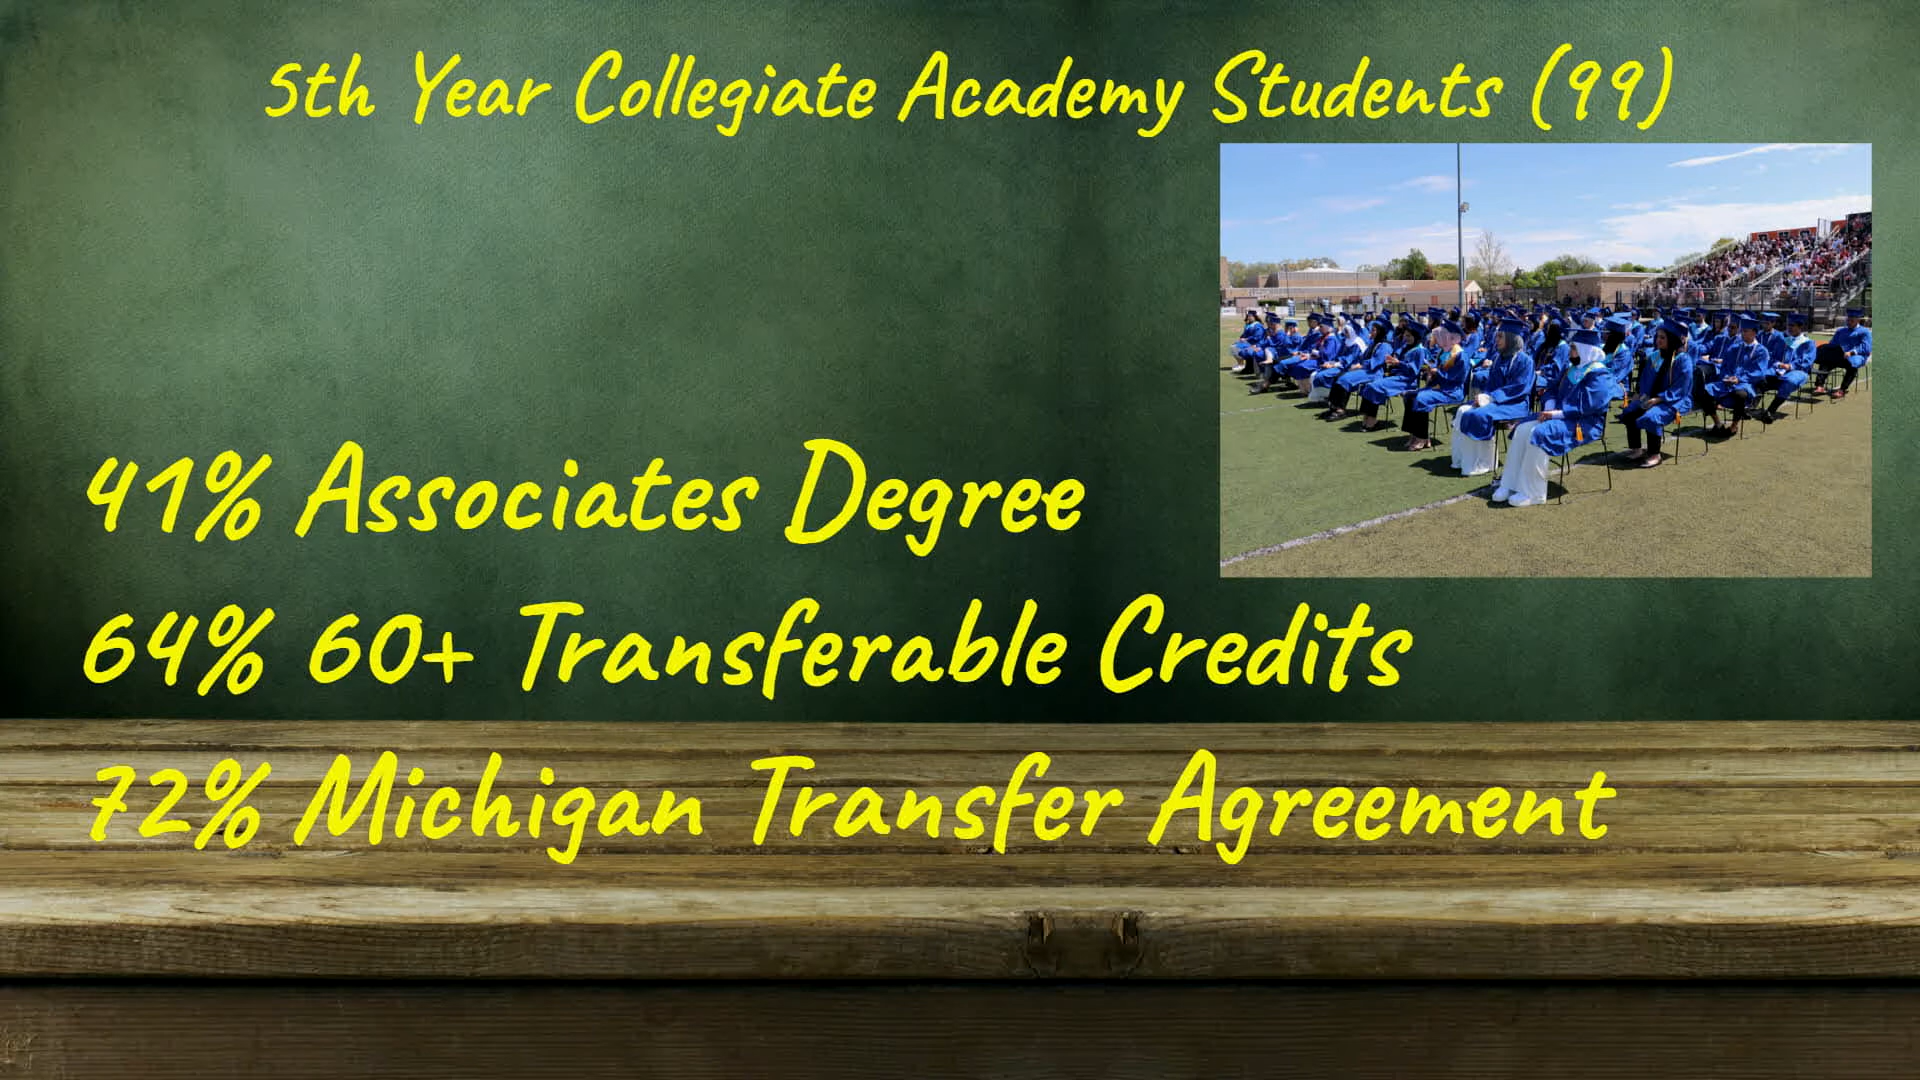 5th Year Collegiate Academy Students (99)
41% Associates Degree
64% 60+ Transferable Credits
72% Michigan Transfer Agreement